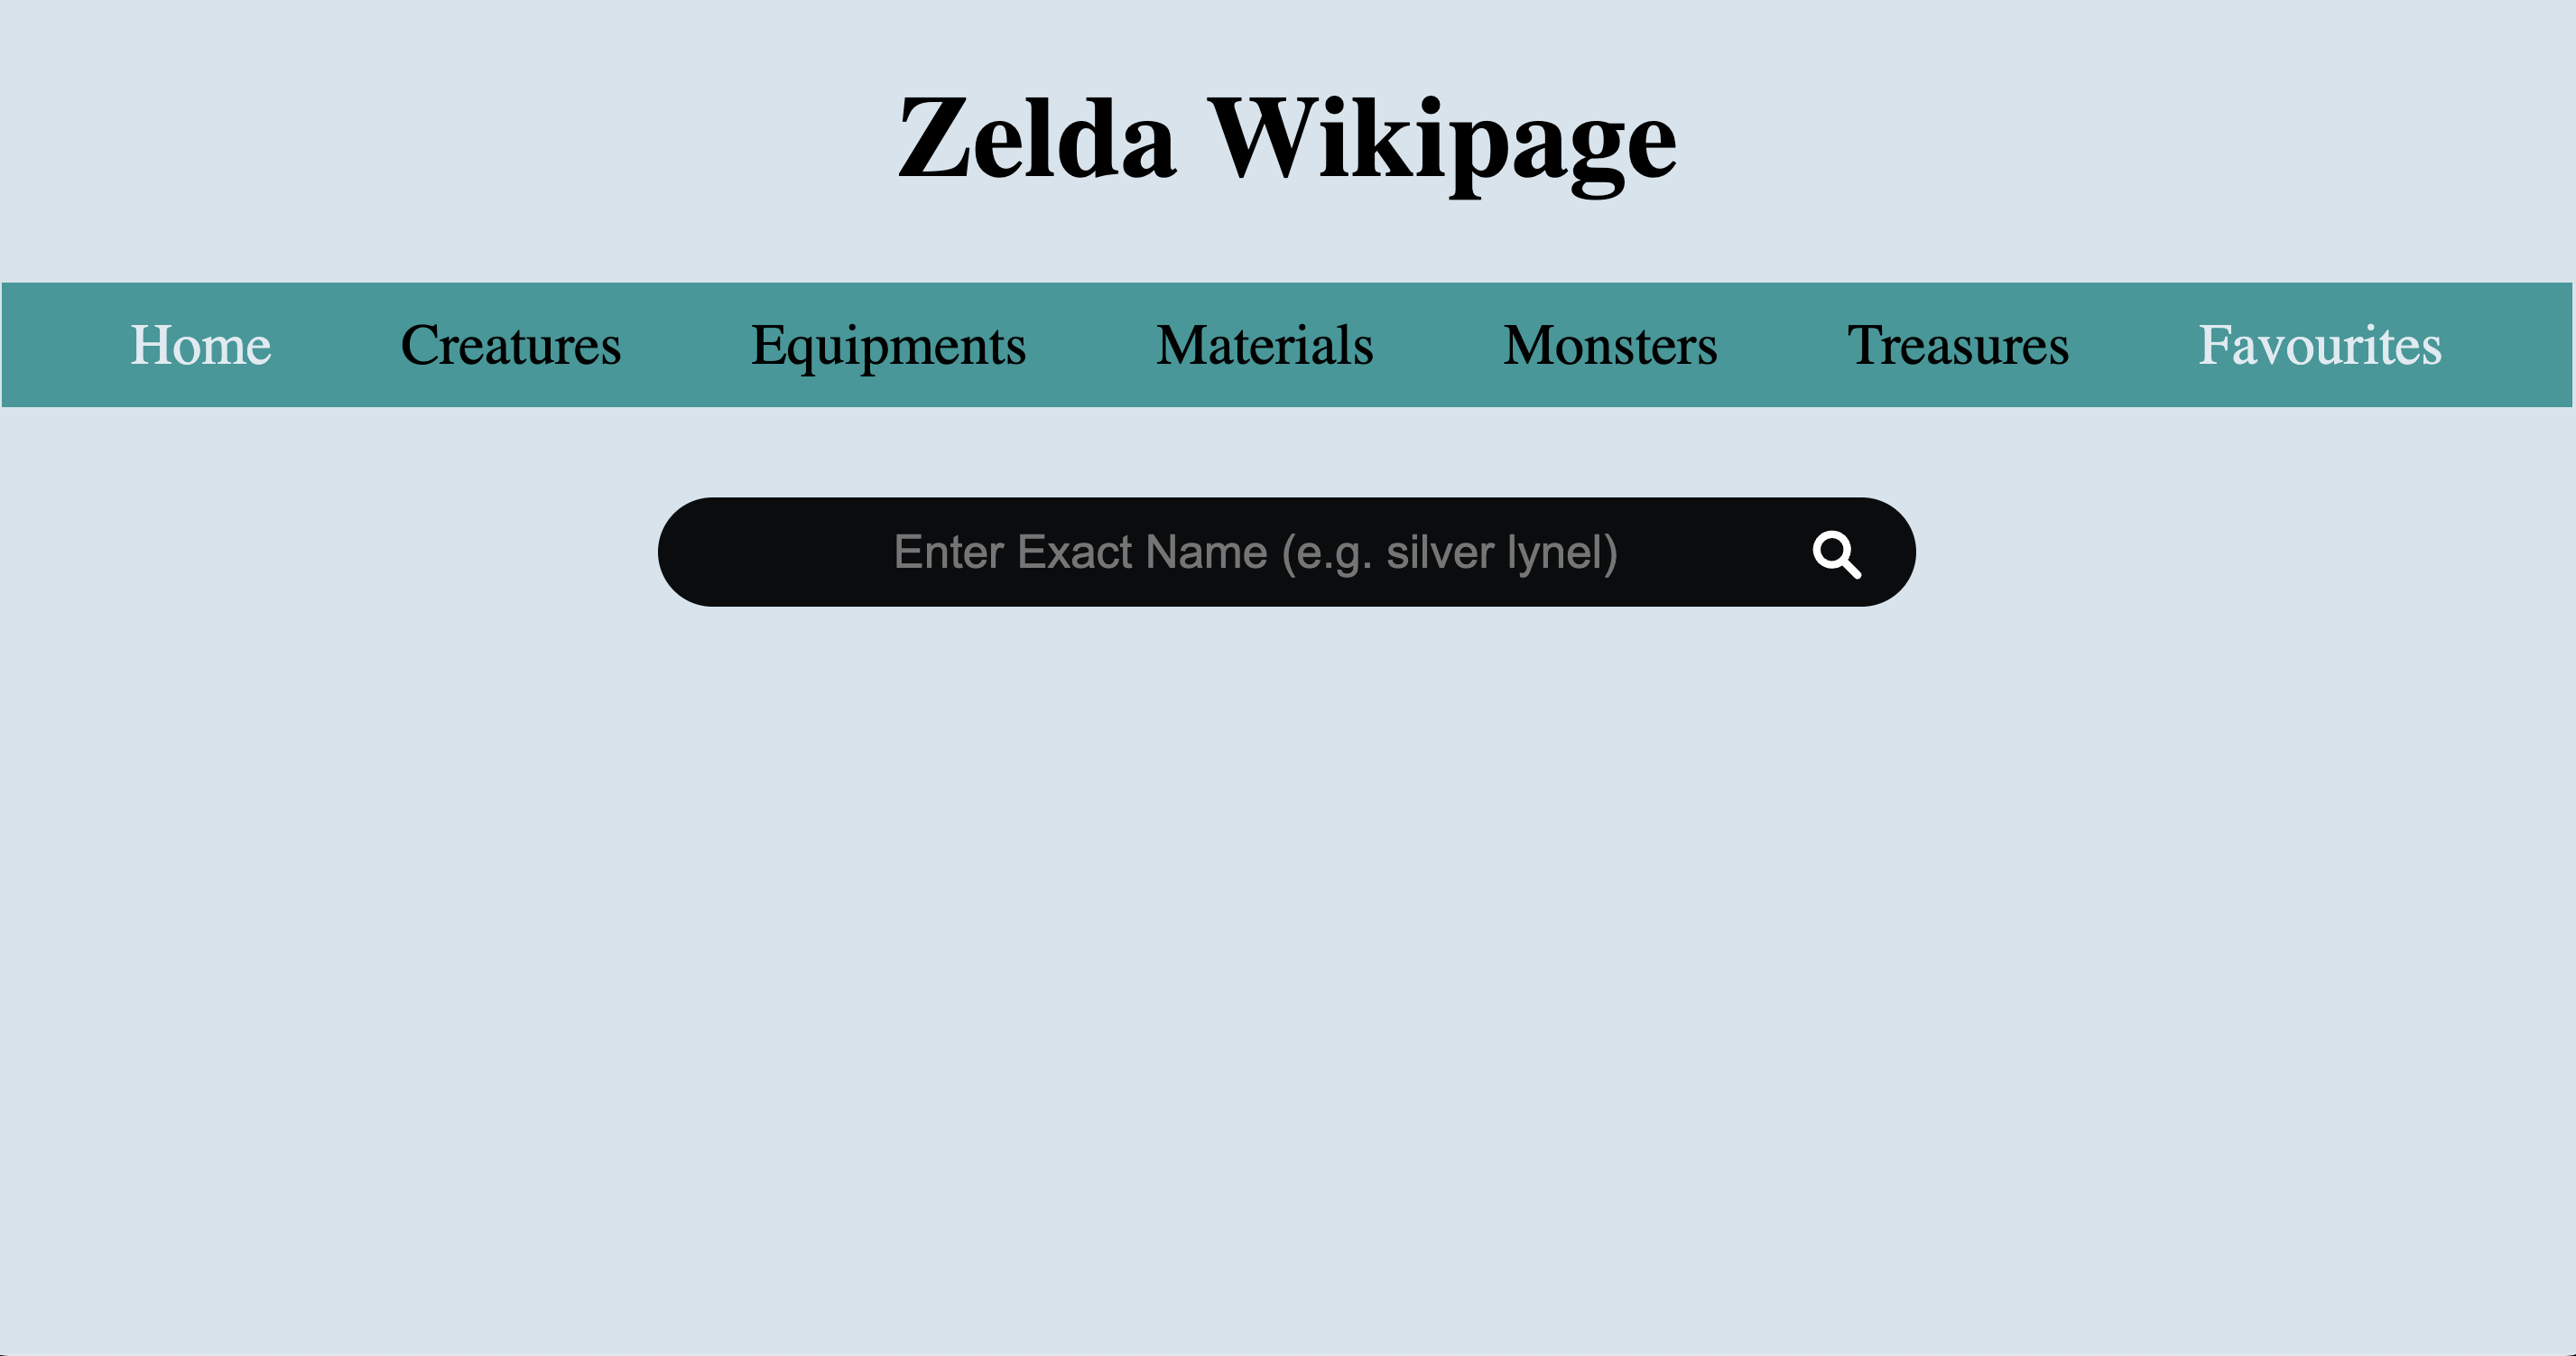 Zelda Wikipage
Home Creatures Equipments Materials Monsters Treasures Favourites
Enter Exact Name (e.g. silver lynel)